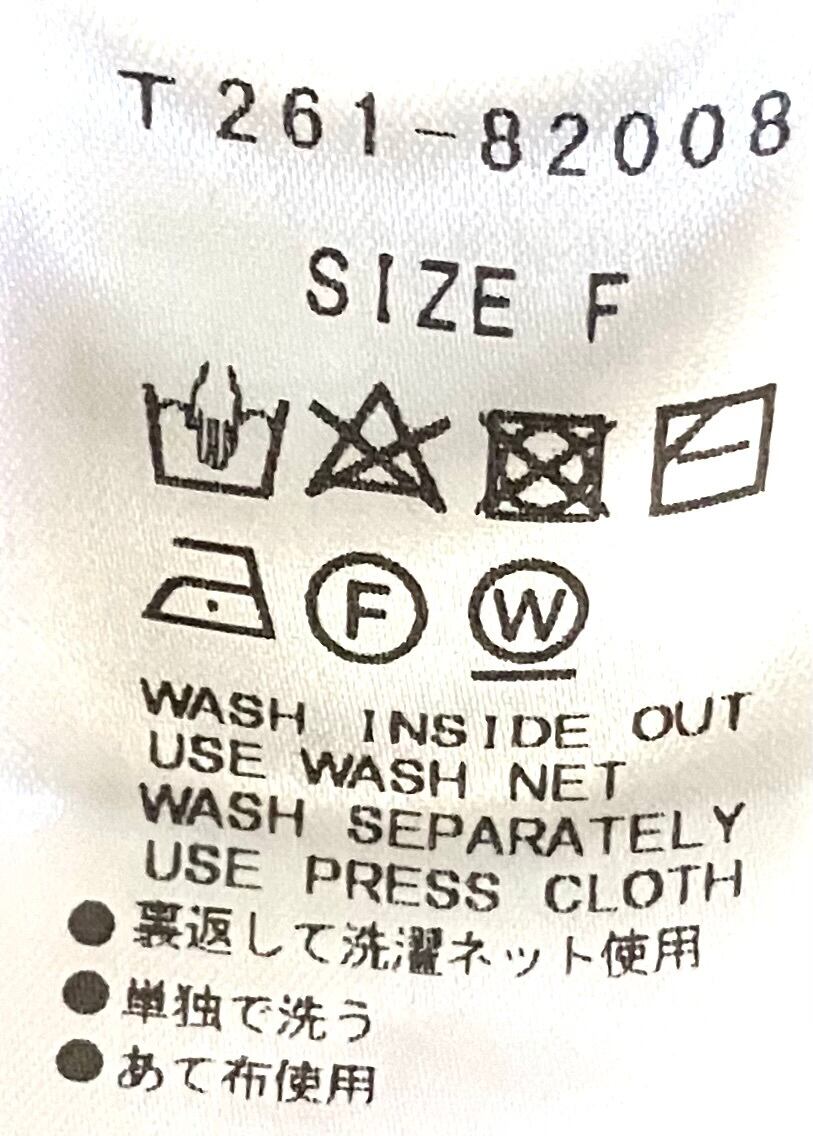 T 261-82008
SIZE F
F W
WASH INSIDE OUT
USE WASH NET
WASH SEPARATELY
USE PRESS CLOTH
●裏返して洗濯ネット使用
●単独で洗う
●あて布使用